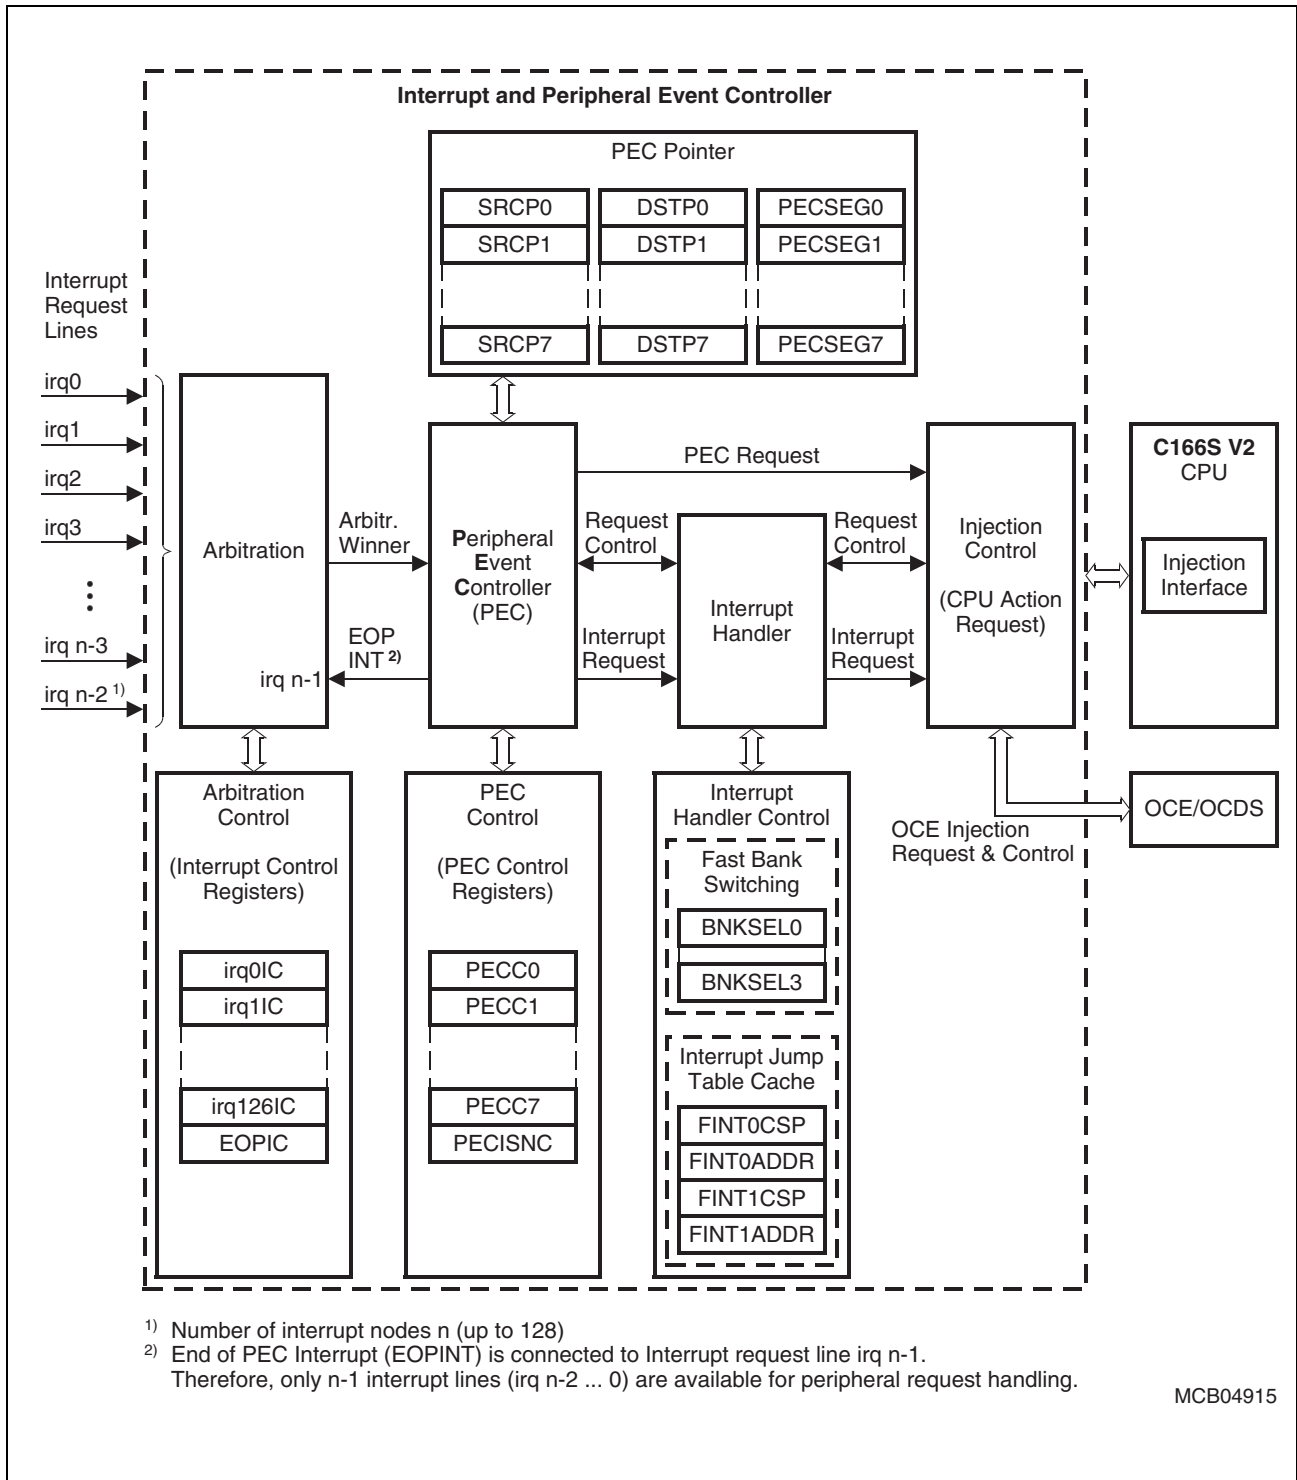 Interrupt and Peripheral Event Controller
PEC Pointer
SRCP0 DSTP0 PECSEG0
SRCP1 DSTP1 PECSEG1
SRCP7 DSTP7 PECSEG7
Interrupt
Request
Lines
irq0
irq1
irq2
irq3
irq n-3
irq n-2 1)
Arbitration
irq n-1
Arbitr.
Winner
EOP
INT 2)
Peripheral
Event
Controller
(PEC)
PEC Request
Request
Control
Interrupt
Request
Interrupt
Handler
Request
Control
Interrupt
Request
Injection
Control
(CPU Action
Request)
C166S V2
CPU
Injection
Interface
Arbitration
Control
(Interrupt Control
Registers)
irq0IC
irq1IC
irq126IC
EOPIC
PEC
Control
(PEC Control
Registers)
PECC0
PECC1
PECC7
PECISNC
Interrupt
Handler Control
Fast Bank
Switching
BNKSEL0
BNKSEL3
Interrupt Jump
Table Cache
FINT0CSP
FINT0ADDR
FINT1CSP
FINT1ADDR
OCE Injection
Request & Control
OCE/OCDS
1) Number of interrupt nodes n (up to 128)
2) End of PEC Interrupt (EOPINT) is connected to Interrupt request line irq n-1.
Therefore, only n-1 interrupt lines (irq n-2 ... 0) are available for peripheral request handling.
MCB04915